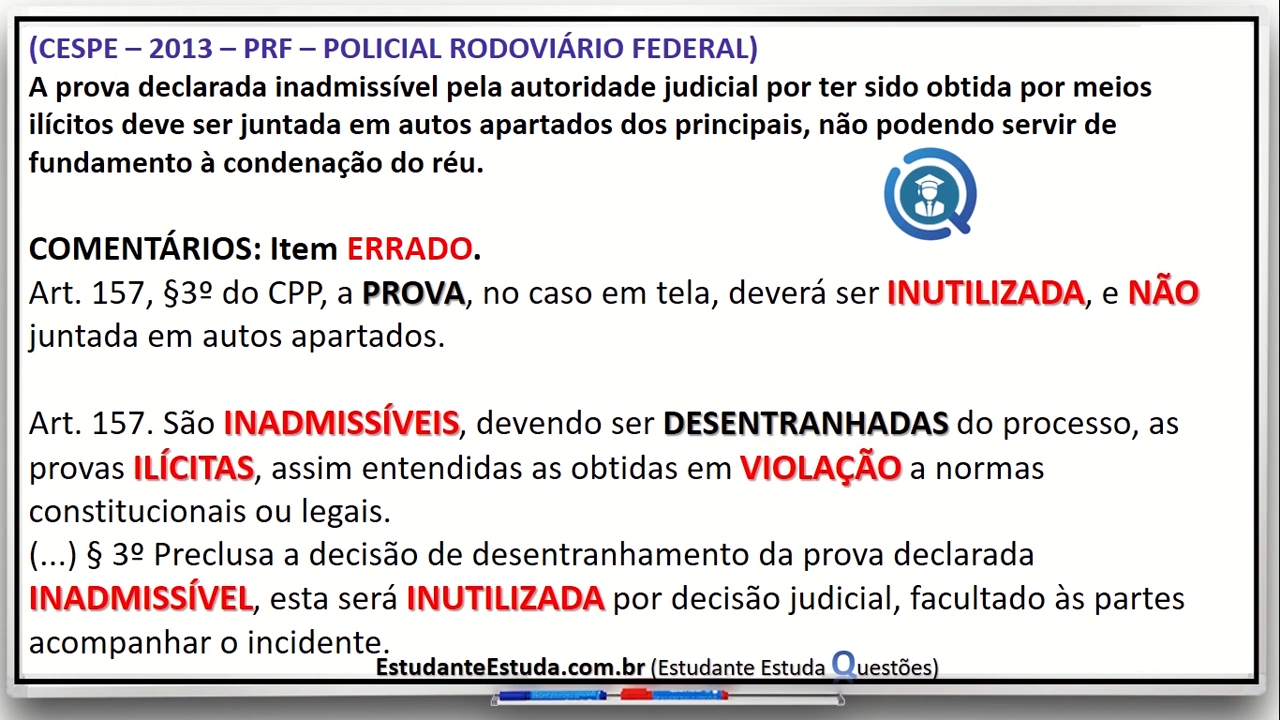 (CESPE – 2013 – PRF – POLICIAL RODOVIÁRIO FEDERAL)
A prova declarada inadmissível pela autoridade judicial por ter sido obtida por meios
ilícitos deve ser juntada em autos apartados dos principais, não podendo servir de
fundamento à condenação do réu.
COMENTÁRIOS: Item ERRADO.
Art. 157, §3º do CPP, a PROVA, no caso em tela, deverá ser INUTILIZADA, e NÃO
juntada em autos apartados.
Art. 157. São INADMISSÍVEIS, devendo ser DESENTRANHADAS do processo, as
provas ILÍCITAS, assim entendidas as obtidas em VIOLAÇÃO a normas
constitucionais ou legais.
(...) § 3º Preclusa a decisão de desentranhamento da prova declarada
INADMISSÍVEL, esta será INUTILIZADA por decisão judicial, facultado às partes
acompanhar o incidente.
EstudanteEstuda.com.br (Estudante Estuda Questões)